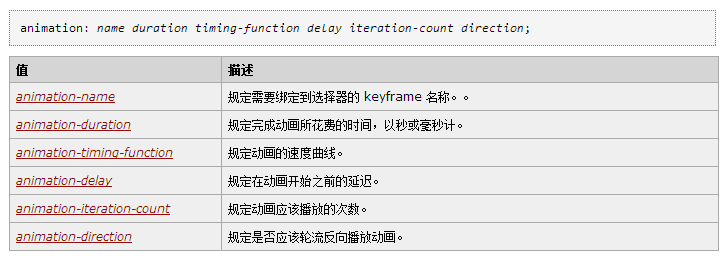 animation: name duration timing-function delay iteration-count direction;
值 描述
animation-name 规定需要绑定到选择器的 keyframe 名称。。
animation-duration 规定完成动画所花费的时间，以秒或毫秒计。
animation-timing-function 规定动画的速度曲线。
animation-delay 规定在动画开始之前的延迟。
animation-iteration-count 规定动画应该播放的次数。
animation-direction 规定是否应该轮流反向播放动画。